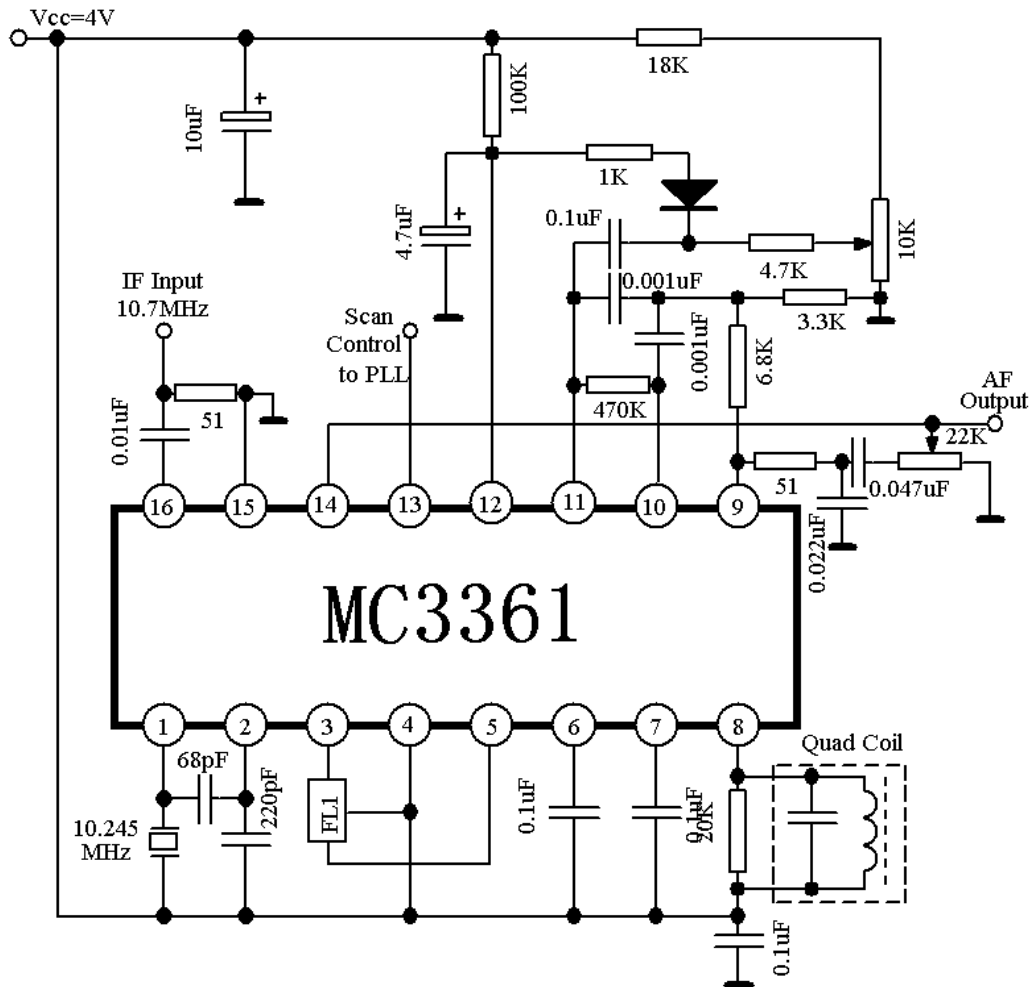 Vcc=4V
18K
100K
10uF
+
1K
4.7uF
+
0.1uF
10K
4.7K
IF Input
10.7MHz
0.001uF
Scan
Control
to PLL
3.3K
0.001uF
6.8K
AF
Output
51
470K
22K
0.01uF
51
0.047uF
0.022uF
16
15
14
13
12
11
10
9
MC3361
1
2
3
4
5
6
7
8
Quad Coil
68pF
220pF
FL1
0.1uF
0.1uF
20K
10.245
MHz
0.1uF